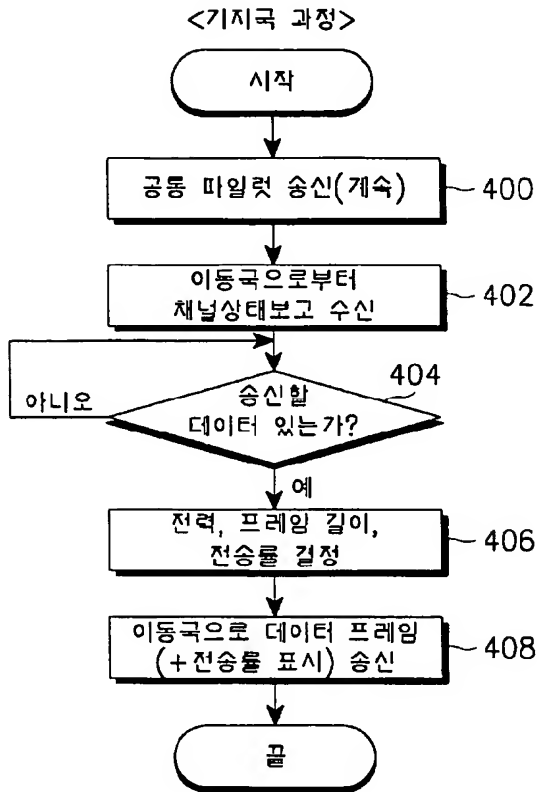 <기지국 과정>
시작
공통 파일럿 송신(계속)
400
이동국으로부터
채널상태보고 수신
402
404
송신할
데이터 있는가?
아니오
예
전력, 프레임 길이,
전송률 결정
406
이동국으로 데이터 프레임
(+전송률 표시) 송신
408
끝